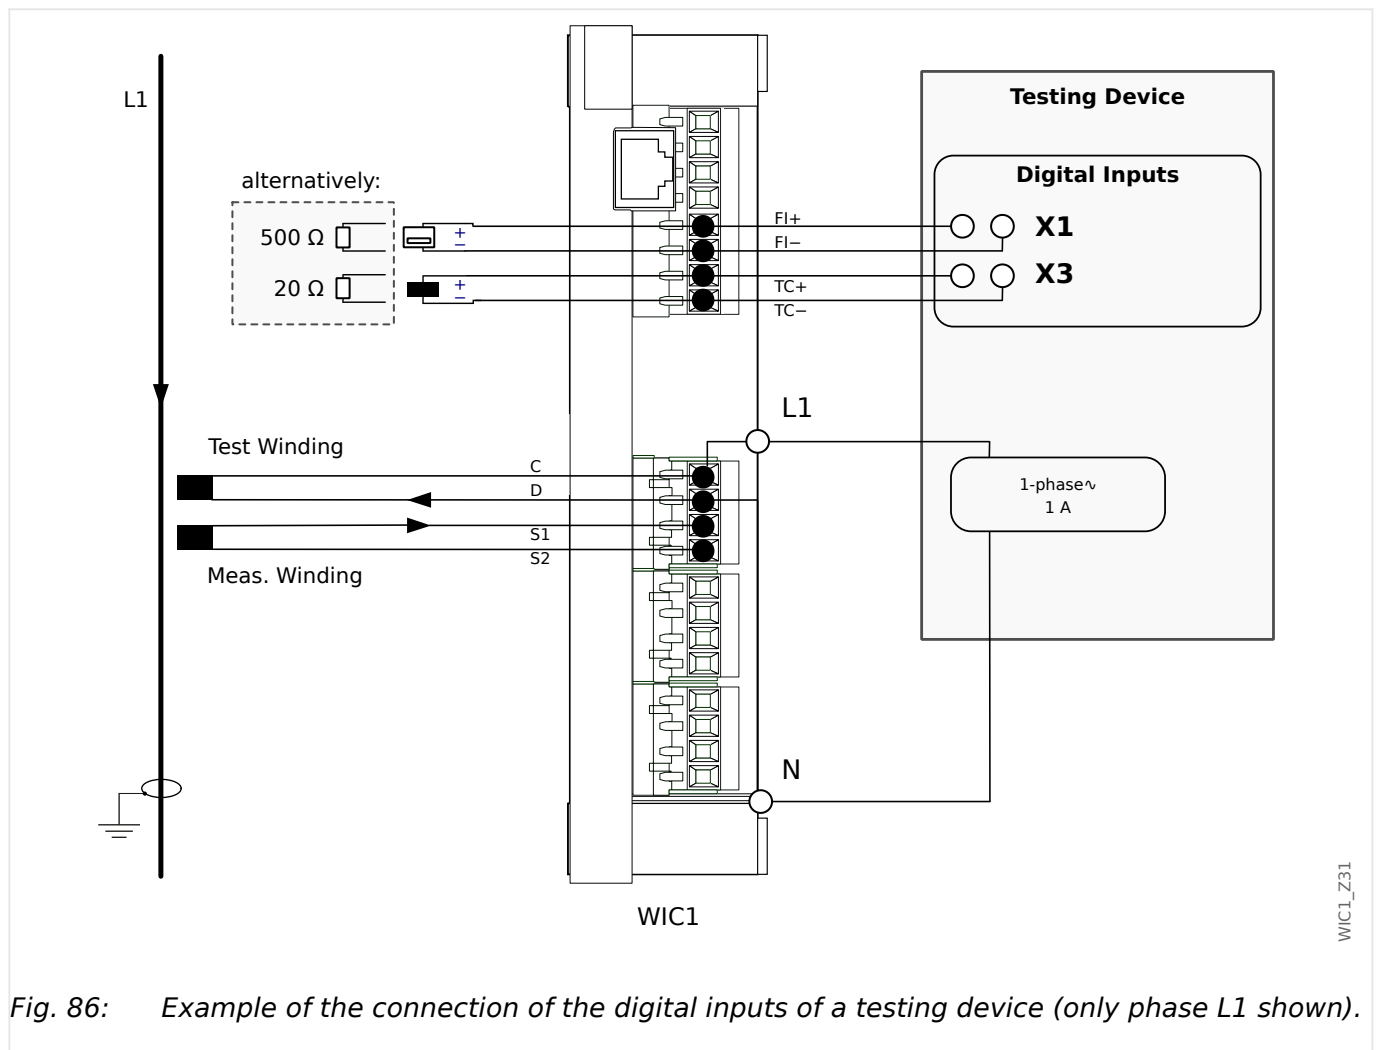 L1
alternatively:
500 Ω
20 Ω
+
−
+
−
FI+
FI−
TC+
TC−
Testing Device
Digital Inputs
X1
X3
L1
Test Winding
C
D
S1
S2
Meas. Winding
1-phase∿
1 A
N
WIC1
WIC1_Z31
Fig. 86: Example of the connection of the digital inputs of a testing device (only phase L1 shown).